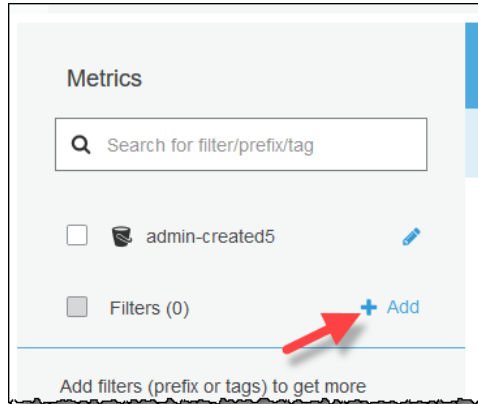 Metrics
Search for filter/prefix/tag
admin-created5
Filters (0) + Add
Add filters (prefix or tags) to get more